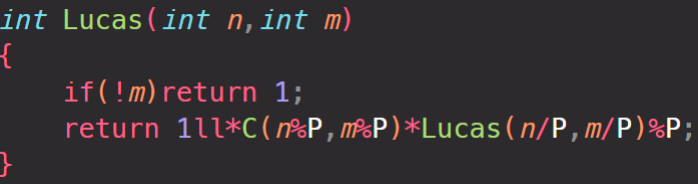 int Lucas(int n,int m)
{
    if(!m)return 1;
    return 1ll*C(n%P,m%P)*Lucas(n/P,m/P)%P;
}